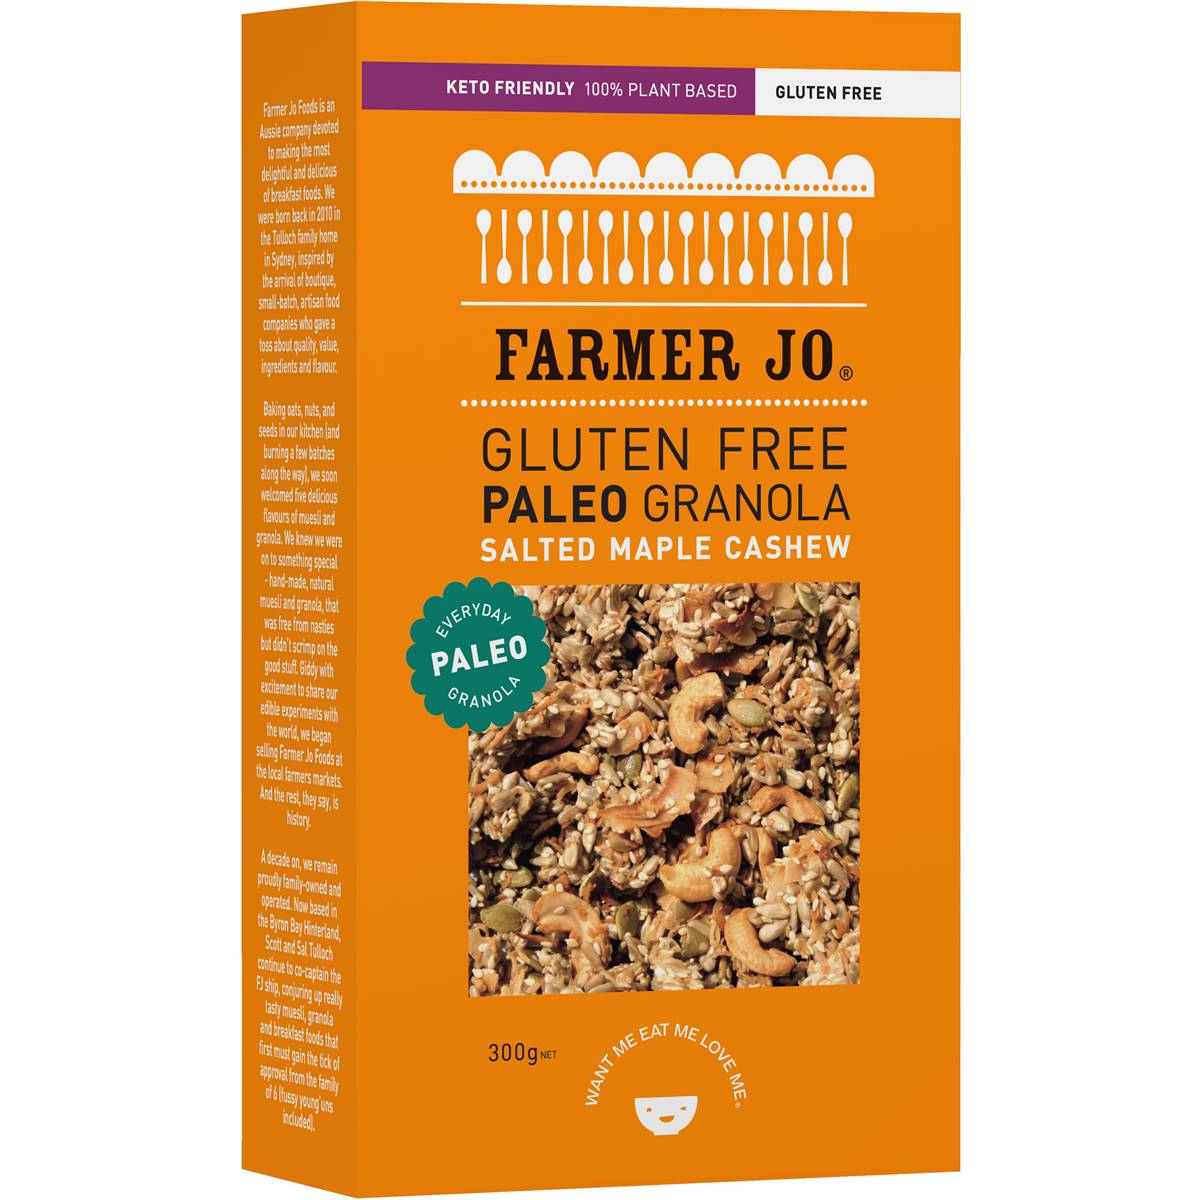 KETO FRIENDLY 100% PLANT BASED
GLUTEN FREE
FARMER JO®
GLUTEN FREE
PALEO GRANOLA
SALTED MAPLE CASHEW
EVERYDAY
PALEO
GRANOLA
300g NET
WANT ME EAT ME LOVE ME®
Farmer Jo Foods is an
Aussie company devoted
to making the most
delightful and delicious
of breakfast foods. We
were born back in 2010 in
the Tulloch family home
in Sydney, inspired by
the arrival of boutique,
small-batch, artisan food
companies who gave a
toss about quality, value,
ingredients and flavour.
Baking oats, nuts, and
seeds in our kitchen (and
burning a few batches
along the way), we soon
welcomed five delicious
flavours of muesli and
granola. We knew we were
on to something special
- hand-made, natural
muesli and granola, that
was free from nasties
but didn't scrimp on the
good stuff. Giddy with
excitement to share our
edible experiments with
the world, we began
selling Farmer Jo Foods at
the local farmers markets.
And the rest, they say, is
history.
A decade on, we remain
proudly family-owned and
operated. Now based in
the Byron Bay Hinterland,
Scott and Sal Tulloch
continue to co-captain the
FJ ship, conjuring up really
tasty muesli, granola
and breakfast foods that
first must gain the tick of
approval from the family
of 6 (fussy young'uns
included).